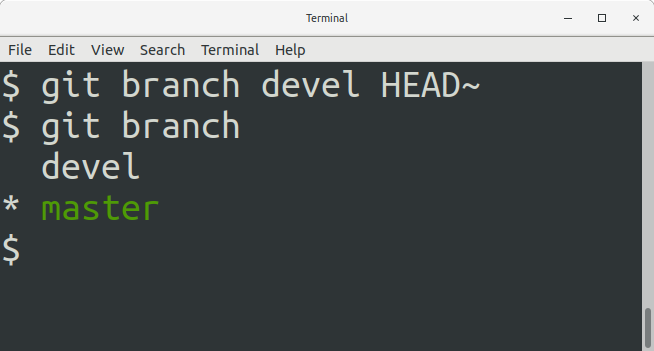 Terminal
File Edit View Search Terminal Help
$ git branch devel HEAD~
$ git branch
  devel
* master
$